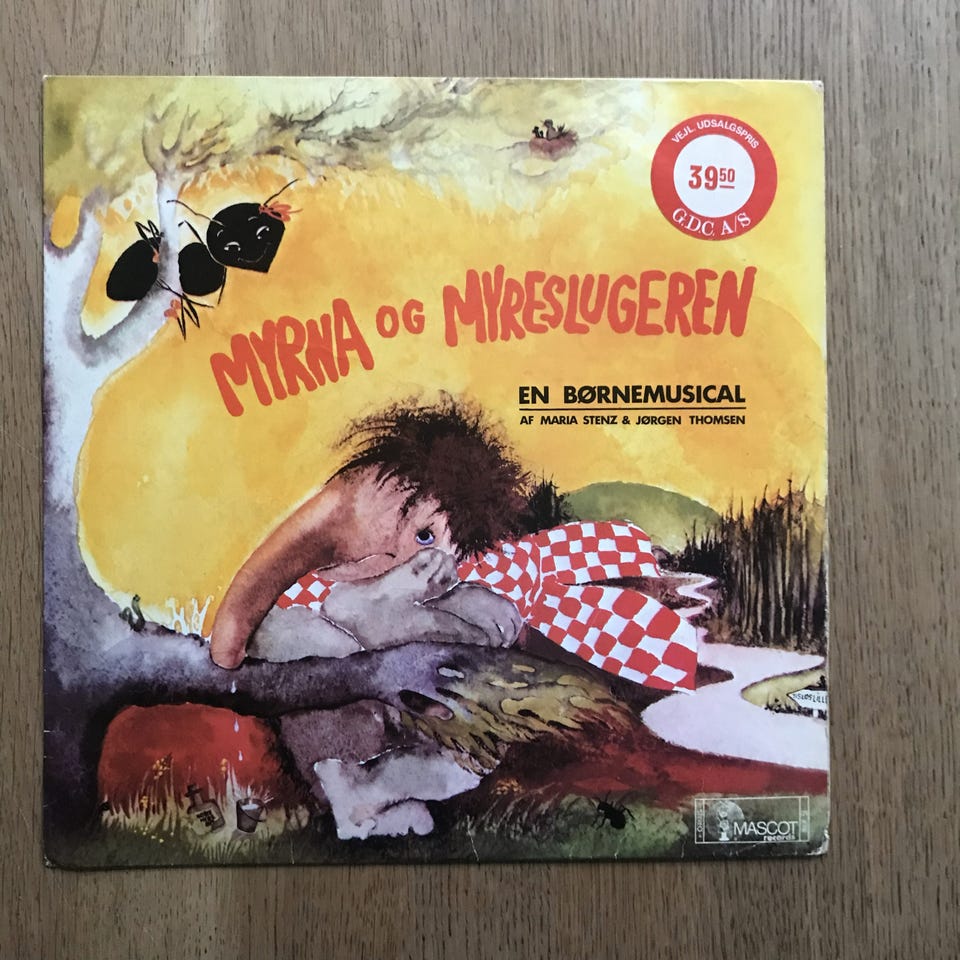 VEJL. UDSALGSPRIS
39 50
G.D.C. A/S
MYRNA OG MYRESLUGEREN
EN BØRNEMUSICAL
AF MARIA STENZ & JØRGEN THOMSEN
MASCOT
records